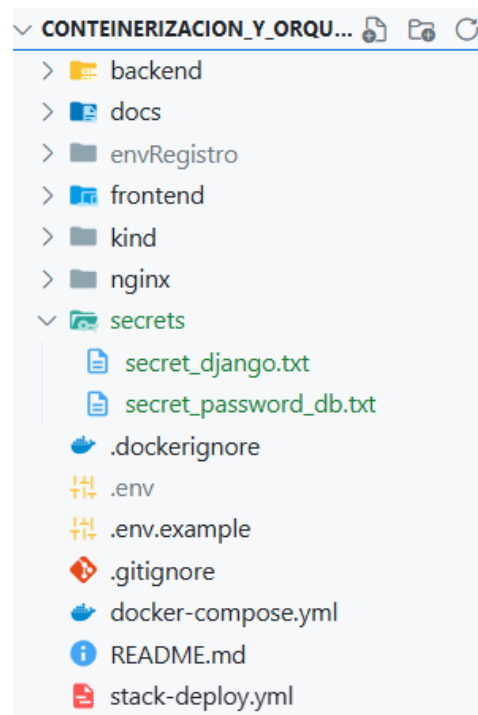 CONTEINERIZACION_Y_ORQU...
backend
docs
envRegistro
frontend
kind
nginx
secrets
secret_django.txt
secret_password_db.txt
.dockerignore
.env
.env.example
.gitignore
docker-compose.yml
README.md
stack-deploy.yml